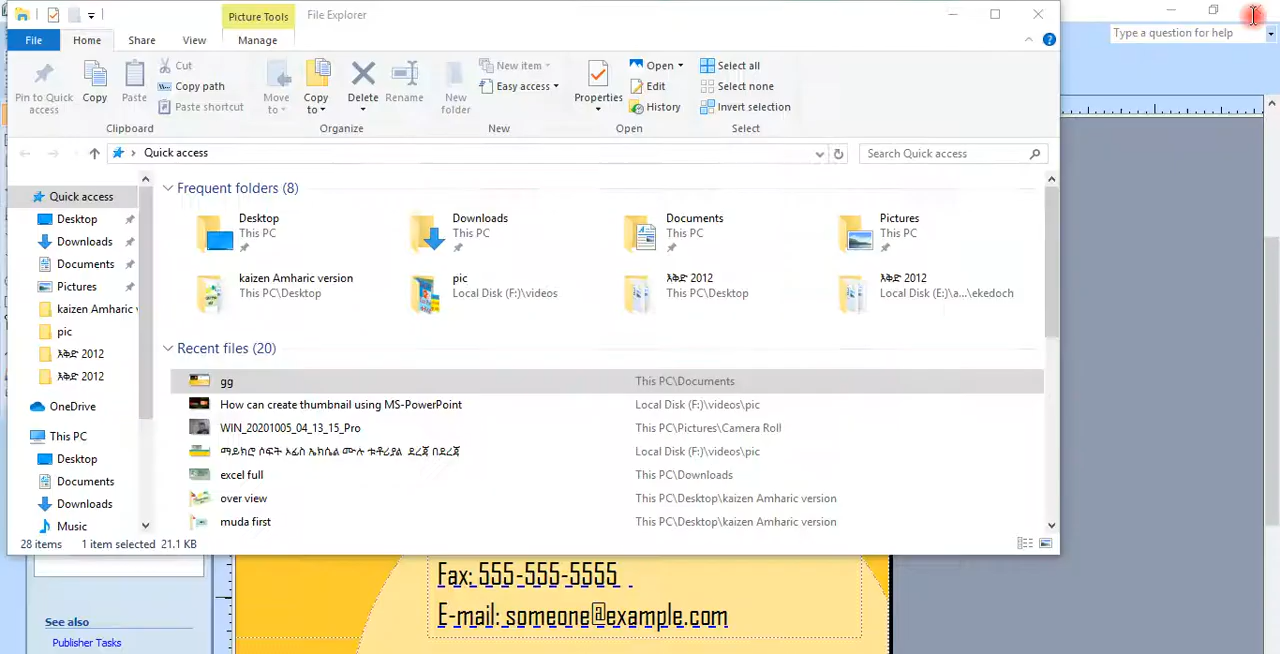 Picture Tools File Explorer
Type a question for help
File Home Share View Manage
Pin to Quick access
Copy
Paste
Cut
Copy path
Paste shortcut
Move to
Copy to
Delete
Rename
New folder
New item
Easy access
Properties
Open
Edit
History
Select all
Select none
Invert selection
Clipboard Organize New Open Select
Quick access
Search Quick access
Quick access
Desktop
Downloads
Documents
Pictures
kaizen Amharic
pic
እቅድ 2012
እቅድ 2012
OneDrive
This PC
Desktop
Documents
Downloads
Music
Frequent folders (8)
Desktop
This PC
Downloads
This PC
Documents
This PC
Pictures
This PC
kaizen Amharic version
This PC\Desktop
pic
Local Disk (F:)\videos
እቅድ 2012
This PC\Desktop
እቅድ 2012
Local Disk (E:)\a...\ekedoch
Recent files (20)
gg This PC\Documents
How can create thumbnail using MS-PowerPoint Local Disk (F:)\videos\pic
WIN_20201005_04_13_15_Pro This PC\Pictures\Camera Roll
ማይክሮ ሶፍት ኦፊስ ኤክሴል ሙሉ ቱቶሪያል ደረጃ በደረጃ Local Disk (F:)\videos\pic
excel full This PC\Downloads
over view This PC\Desktop\kaizen Amharic version
muda first This PC\Desktop\kaizen Amharic version
28 items 1 item selected 21.1 KB
Fax: 555-555-5555
E-mail: someone@example.com
See also
Publisher Tasks